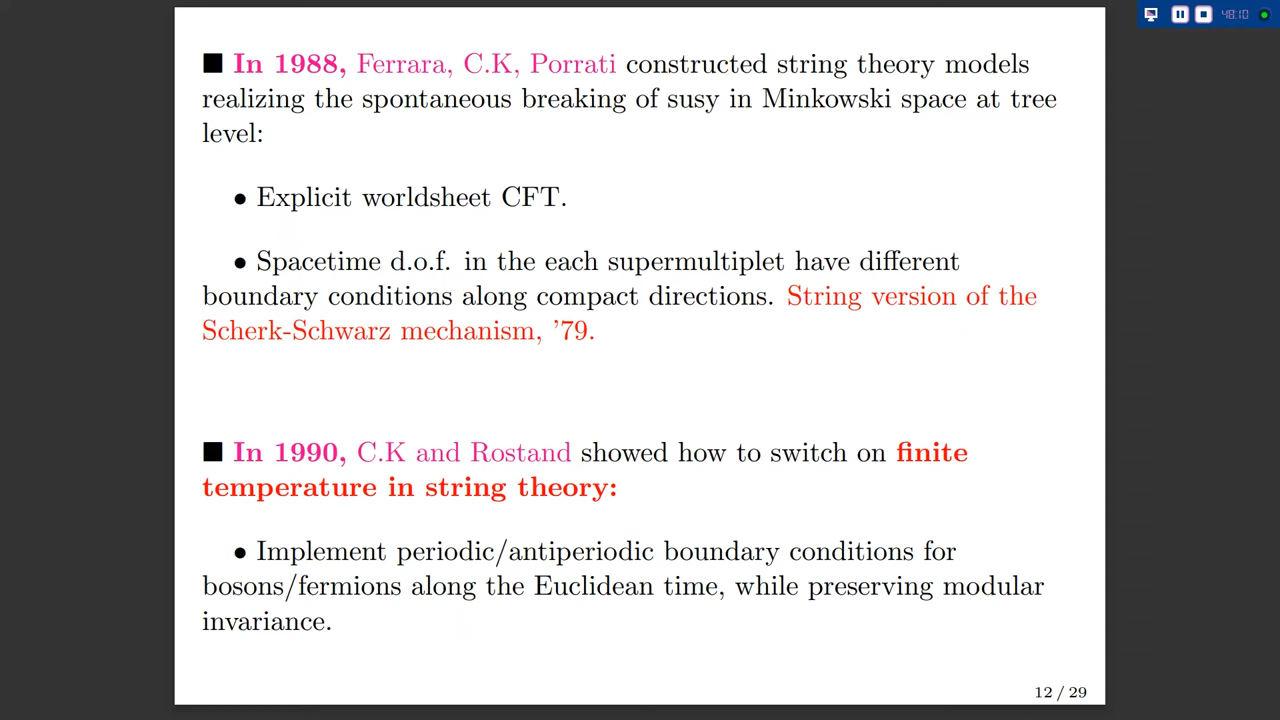 48:10
■ In 1988, Ferrara, C.K, Porrati constructed string theory models
realizing the spontaneous breaking of susy in Minkowski space at tree
level:
• Explicit worldsheet CFT.
• Spacetime d.o.f. in the each supermultiplet have different
boundary conditions along compact directions. String version of the
Scherk-Schwarz mechanism, ’79.
■ In 1990, C.K and Rostand showed how to switch on finite
temperature in string theory:
• Implement periodic/antiperiodic boundary conditions for
bosons/fermions along the Euclidean time, while preserving modular
invariance.
12 / 29